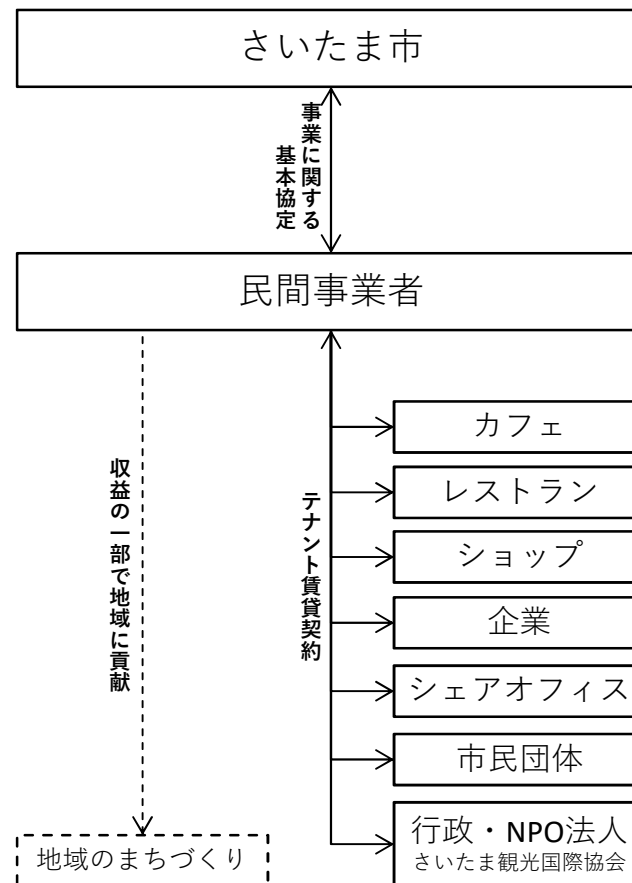 さいたま市
事業に関する
基本協定
民間事業者
収益の一部で地域に貢献
テナント賃貸契約
カフェ
レストラン
ショップ
企業
シェアオフィス
市民団体
行政・NPO法人
さいたま観光国際協会
地域のまちづくり